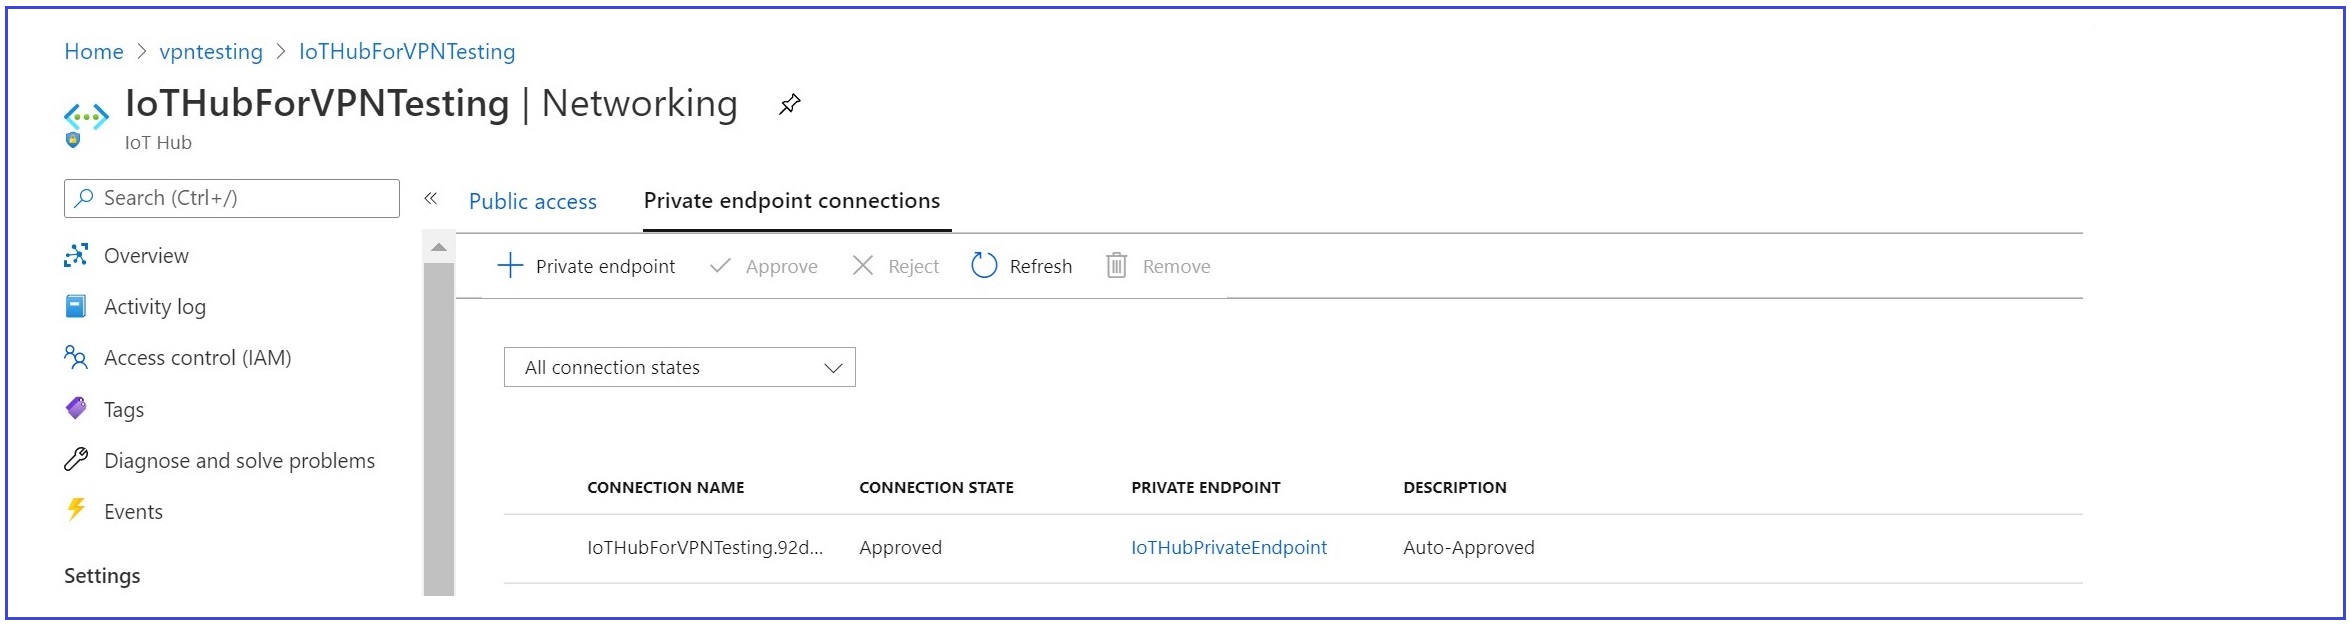 Home > vpntesting > IoTHubForVPNTesting
IoTHubForVPNTesting | Networking
IoT Hub
Search (Ctrl+/)
«
Overview
Activity log
Access control (IAM)
Tags
Diagnose and solve problems
Events
Settings
Public access Private endpoint connections
Private endpoint Approve Reject Refresh Remove
All connection states
CONNECTION NAME CONNECTION STATE PRIVATE ENDPOINT DESCRIPTION
IoTHubForVPNTesting.92d... Approved IoTHubPrivateEndpoint Auto-Approved